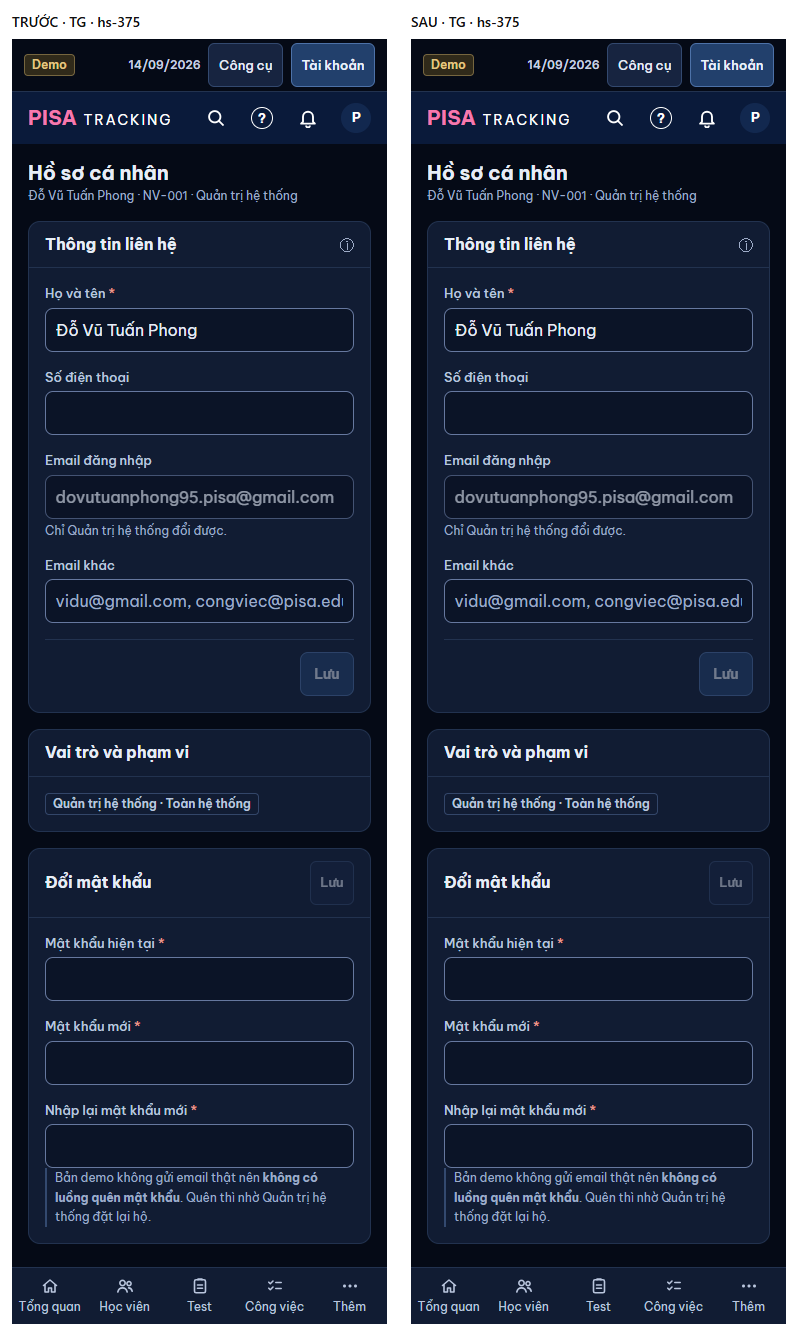 TRƯỚC · TG · hs-375
Demo
14/09/2026
Công cụ
Tài khoản
PISA TRACKING
?
P
Hồ sơ cá nhân
Đỗ Vũ Tuấn Phong · NV-001 · Quản trị hệ thống
Thông tin liên hệ
Họ và tên *
Đỗ Vũ Tuấn Phong
Số điện thoại
Email đăng nhập
dovutuanphong95.pisa@gmail.com
Chỉ Quản trị hệ thống đổi được.
Email khác
vidu@gmail.com, congviec@pisa.edu
Lưu
Vai trò và phạm vi
Quản trị hệ thống · Toàn hệ thống
Đổi mật khẩu
Lưu
Mật khẩu hiện tại *
Mật khẩu mới *
Nhập lại mật khẩu mới *
Bản demo không gửi email thật nên không có
luồng quên mật khẩu. Quên thì nhờ Quản trị hệ
thống đặt lại hộ.
Tổng quan
Học viên
Test
Công việc
Thêm
SAU · TG · hs-375
Demo
14/09/2026
Công cụ
Tài khoản
PISA TRACKING
?
P
Hồ sơ cá nhân
Đỗ Vũ Tuấn Phong · NV-001 · Quản trị hệ thống
Thông tin liên hệ
Họ và tên *
Đỗ Vũ Tuấn Phong
Số điện thoại
Email đăng nhập
dovutuanphong95.pisa@gmail.com
Chỉ Quản trị hệ thống đổi được.
Email khác
vidu@gmail.com, congviec@pisa.edu
Lưu
Vai trò và phạm vi
Quản trị hệ thống · Toàn hệ thống
Đổi mật khẩu
Lưu
Mật khẩu hiện tại *
Mật khẩu mới *
Nhập lại mật khẩu mới *
Bản demo không gửi email thật nên không có
luồng quên mật khẩu. Quên thì nhờ Quản trị hệ
thống đặt lại hộ.
Tổng quan
Học viên
Test
Công việc
Thêm